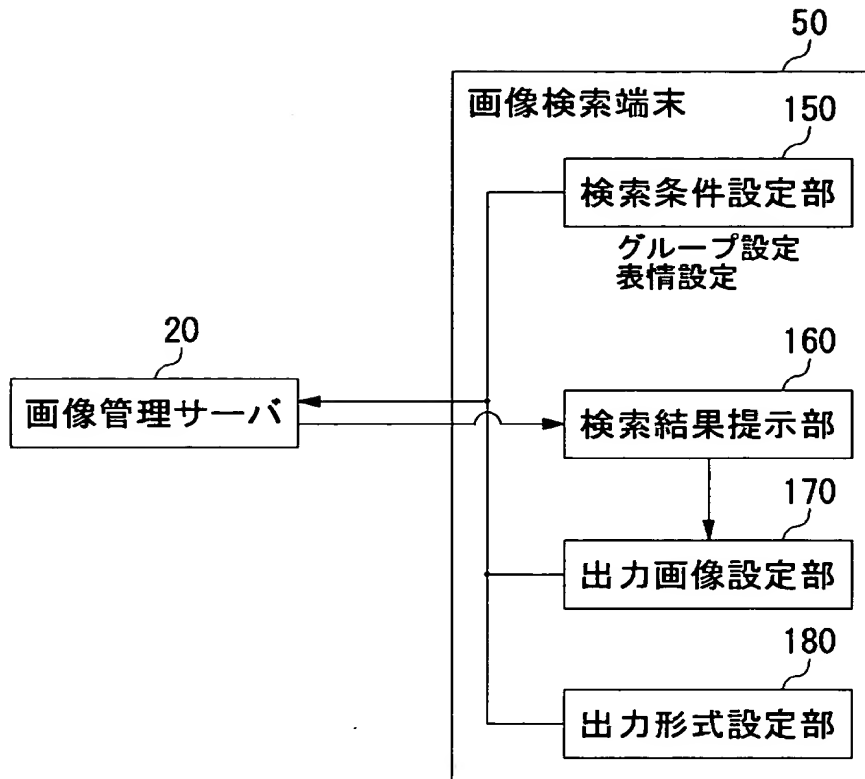 50
画像検索端末
150
検索条件設定部
グループ設定
表情設定
20
画像管理サーバ
160
検索結果提示部
170
出力画像設定部
180
出力形式設定部